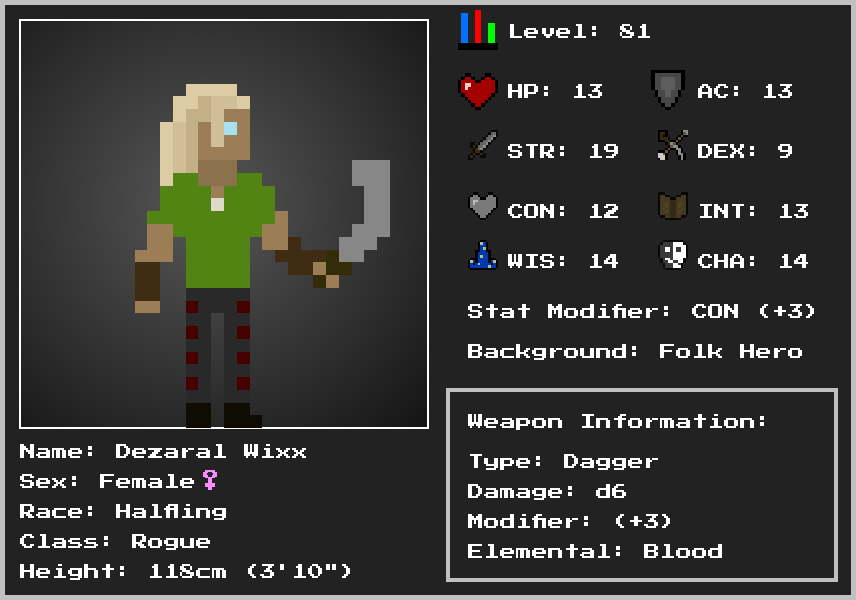 Level: 81
HP: 13 AC: 13
STR: 19 DEX: 9
CON: 12 INT: 13
WIS: 14 CHA: 14
Stat Modifier: CON (+3)
Background: Folk Hero
Weapon Information:
Type: Dagger
Damage: d6
Modifier: (+3)
Elemental: Blood
Name: Dezaral Wixx
Sex: Female♀
Race: Halfling
Class: Rogue
Height: 118cm (3'10")